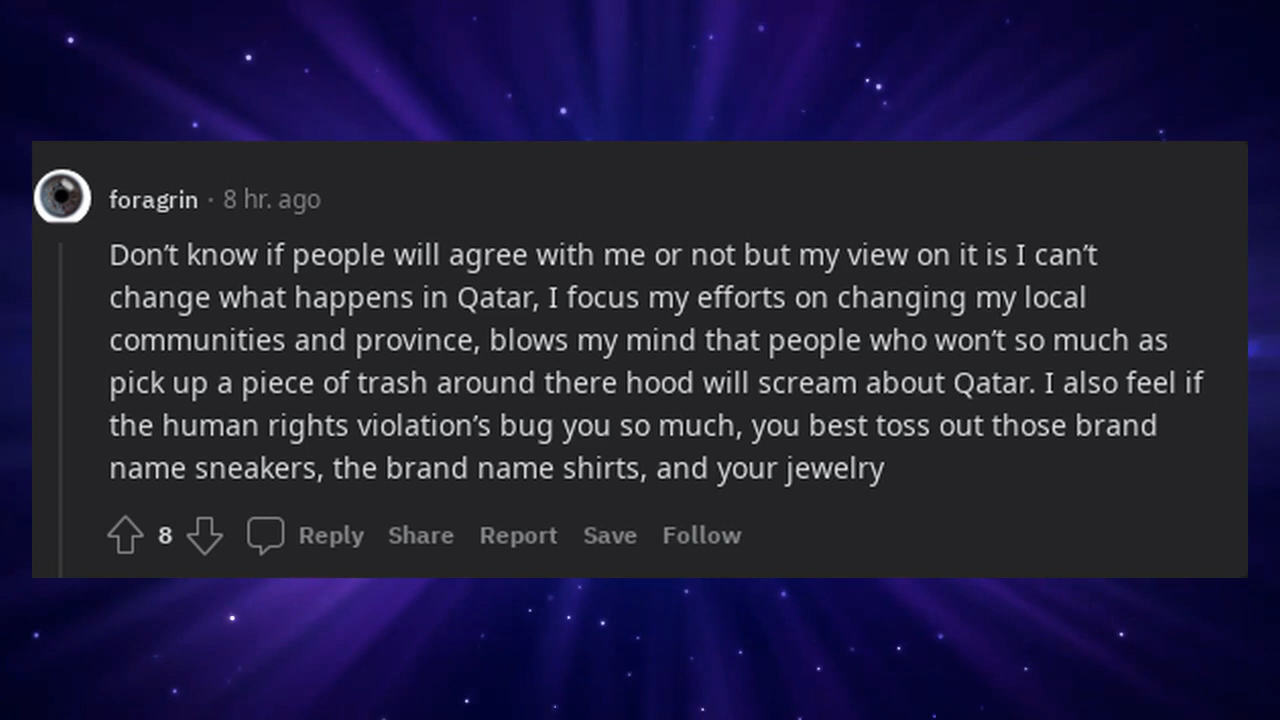 foragrin · 8 hr. ago
Don’t know if people will agree with me or not but my view on it is I can’t
change what happens in Qatar, I focus my efforts on changing my local
communities and province, blows my mind that people who won’t so much as
pick up a piece of trash around there hood will scream about Qatar. I also feel if
the human rights violation’s bug you so much, you best toss out those brand
name sneakers, the brand name shirts, and your jewelry
8 Reply Share Report Save Follow